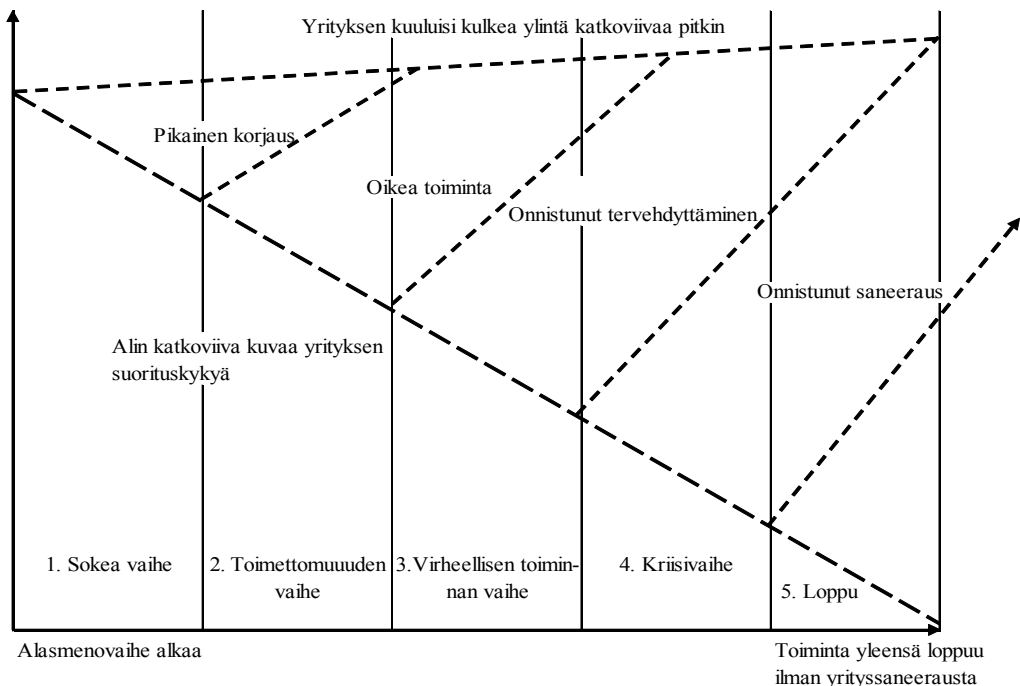 Yrityksen kuuluisi kulkea ylintä katkoviivaa pitkin
Pikainen korjaus
Oikea toiminta
Onnistunut tervehdyttäminen
Onnistunut saneeraus
Alin katkoviiva kuvaa yrityksen
suorituskykyä
1. Sokea vaihe
2. Toimettomuuuden
vaihe
3.Virheellisen toimin-
nan vaihe
4. Kriisivaihe
5. Loppu
Alasmenovaihe alkaa
Toiminta yleensä loppuu
ilman yrityssaneerausta